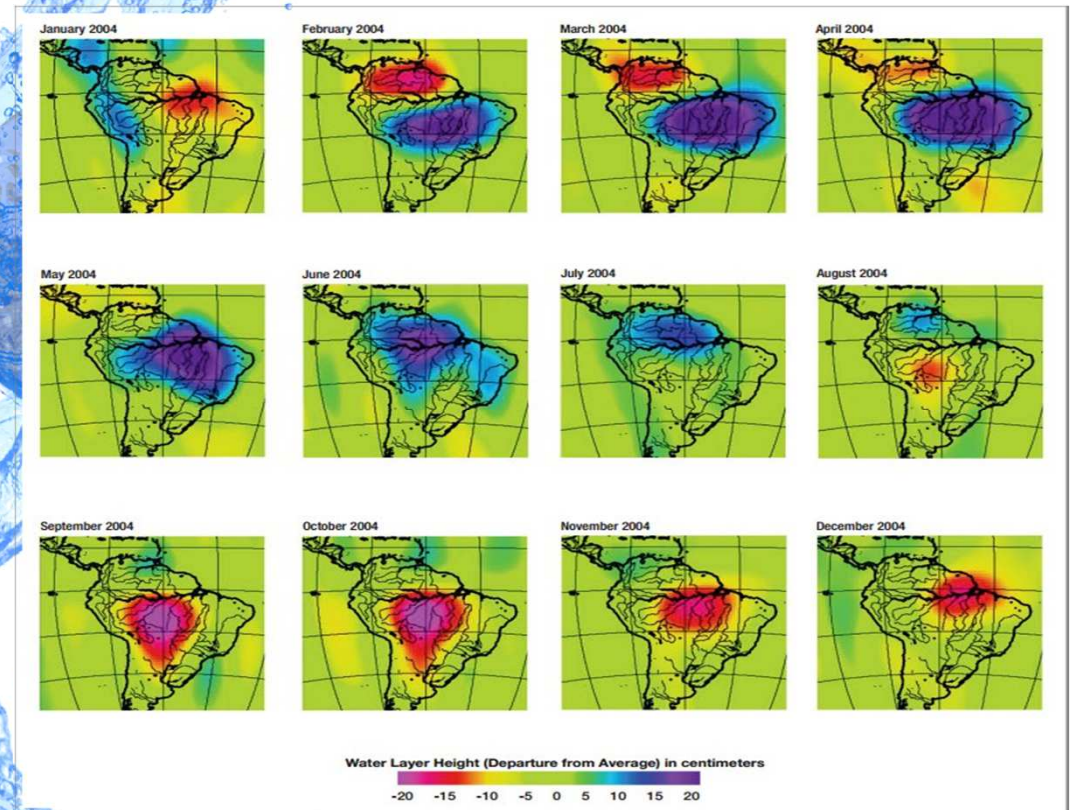 January 2004
February 2004
March 2004
April 2004
May 2004
June 2004
July 2004
August 2004
September 2004
October 2004
November 2004
December 2004
Water Layer Height (Departure from Average) in centimeters
-20 -15 -10 -5 0 5 10 15 20